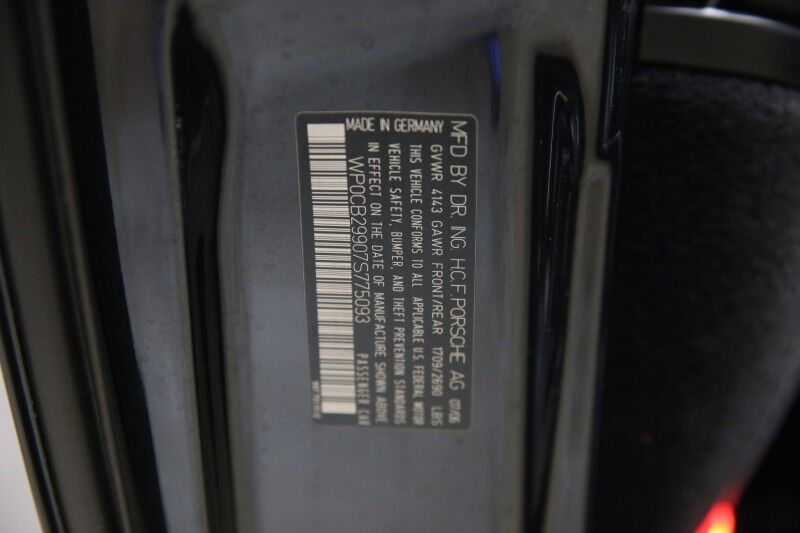 MFD BY DR ING. HC F. PORSCHE AG 07/06
GVWR 4143 GAWR FRONT/REAR 1709/2690 LBS
THIS VEHICLE CONFORMS TO ALL APPLICABLE U.S. FEDERAL MOTOR
VEHICLE SAFETY, BUMPER, AND THEFT PREVENTION STANDARDS
IN EFFECT ON THE DATE OF MANUFACTURE SHOWN ABOVE
MADE IN GERMANY
WP0CB29907S775093 PASSENGER CAR